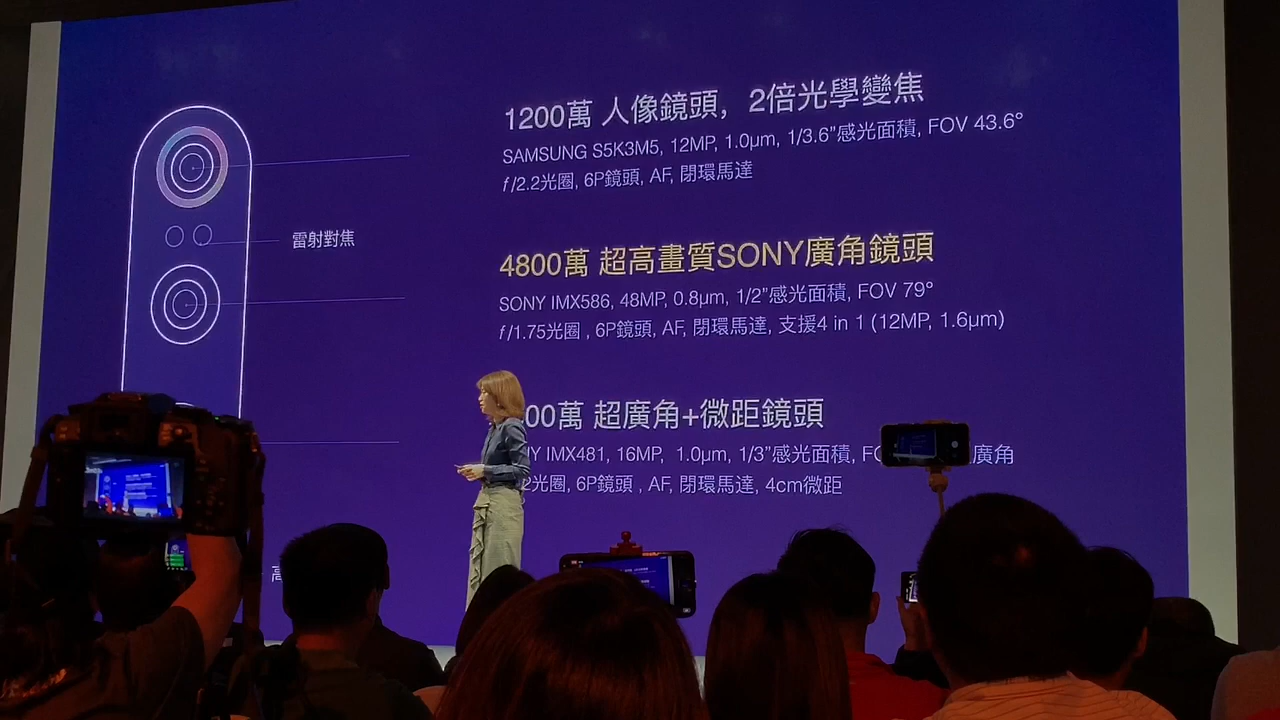 1200萬 人像鏡頭，2倍光學變焦
SAMSUNG S5K3M5, 12MP, 1.0μm, 1/3.6”感光面積, FOV 43.6°
ƒ/2.2光圈, 6P鏡頭, AF, 閉環馬達
雷射對焦
4800萬 超高畫質SONY廣角鏡頭
SONY IMX586, 48MP, 0.8μm, 1/2”感光面積, FOV 79°
ƒ/1.75光圈 , 6P鏡頭, AF, 閉環馬達, 支援4 in 1 (12MP, 1.6μm)
00萬 超廣角+微距鏡頭
IMX481, 16MP, 1.0μm, 1/3”感光面積, 廣角
2光圈, 6P鏡頭 , AF, 閉環馬達, 4cm微距